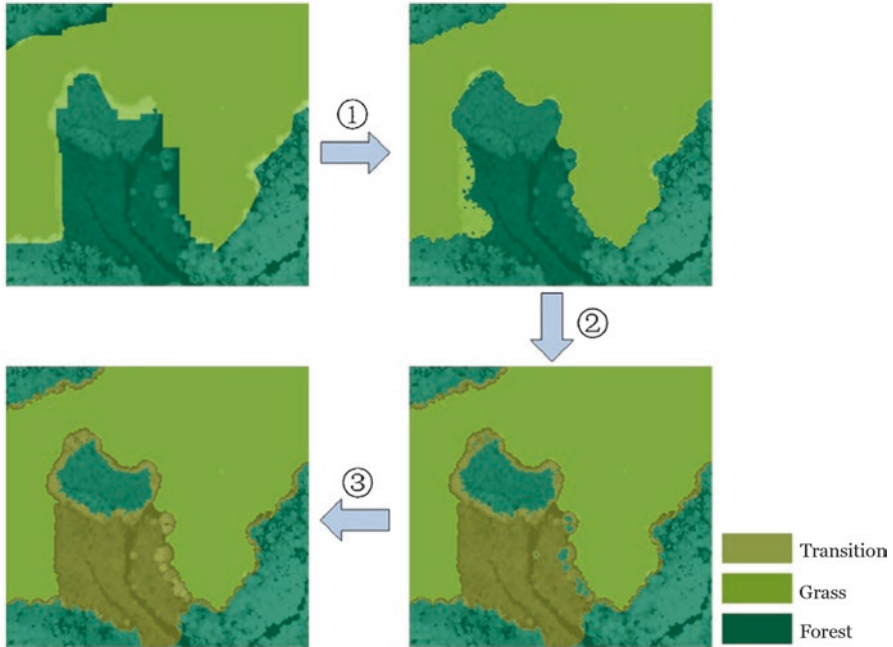 ①
②
③
Transition
Grass
Forest